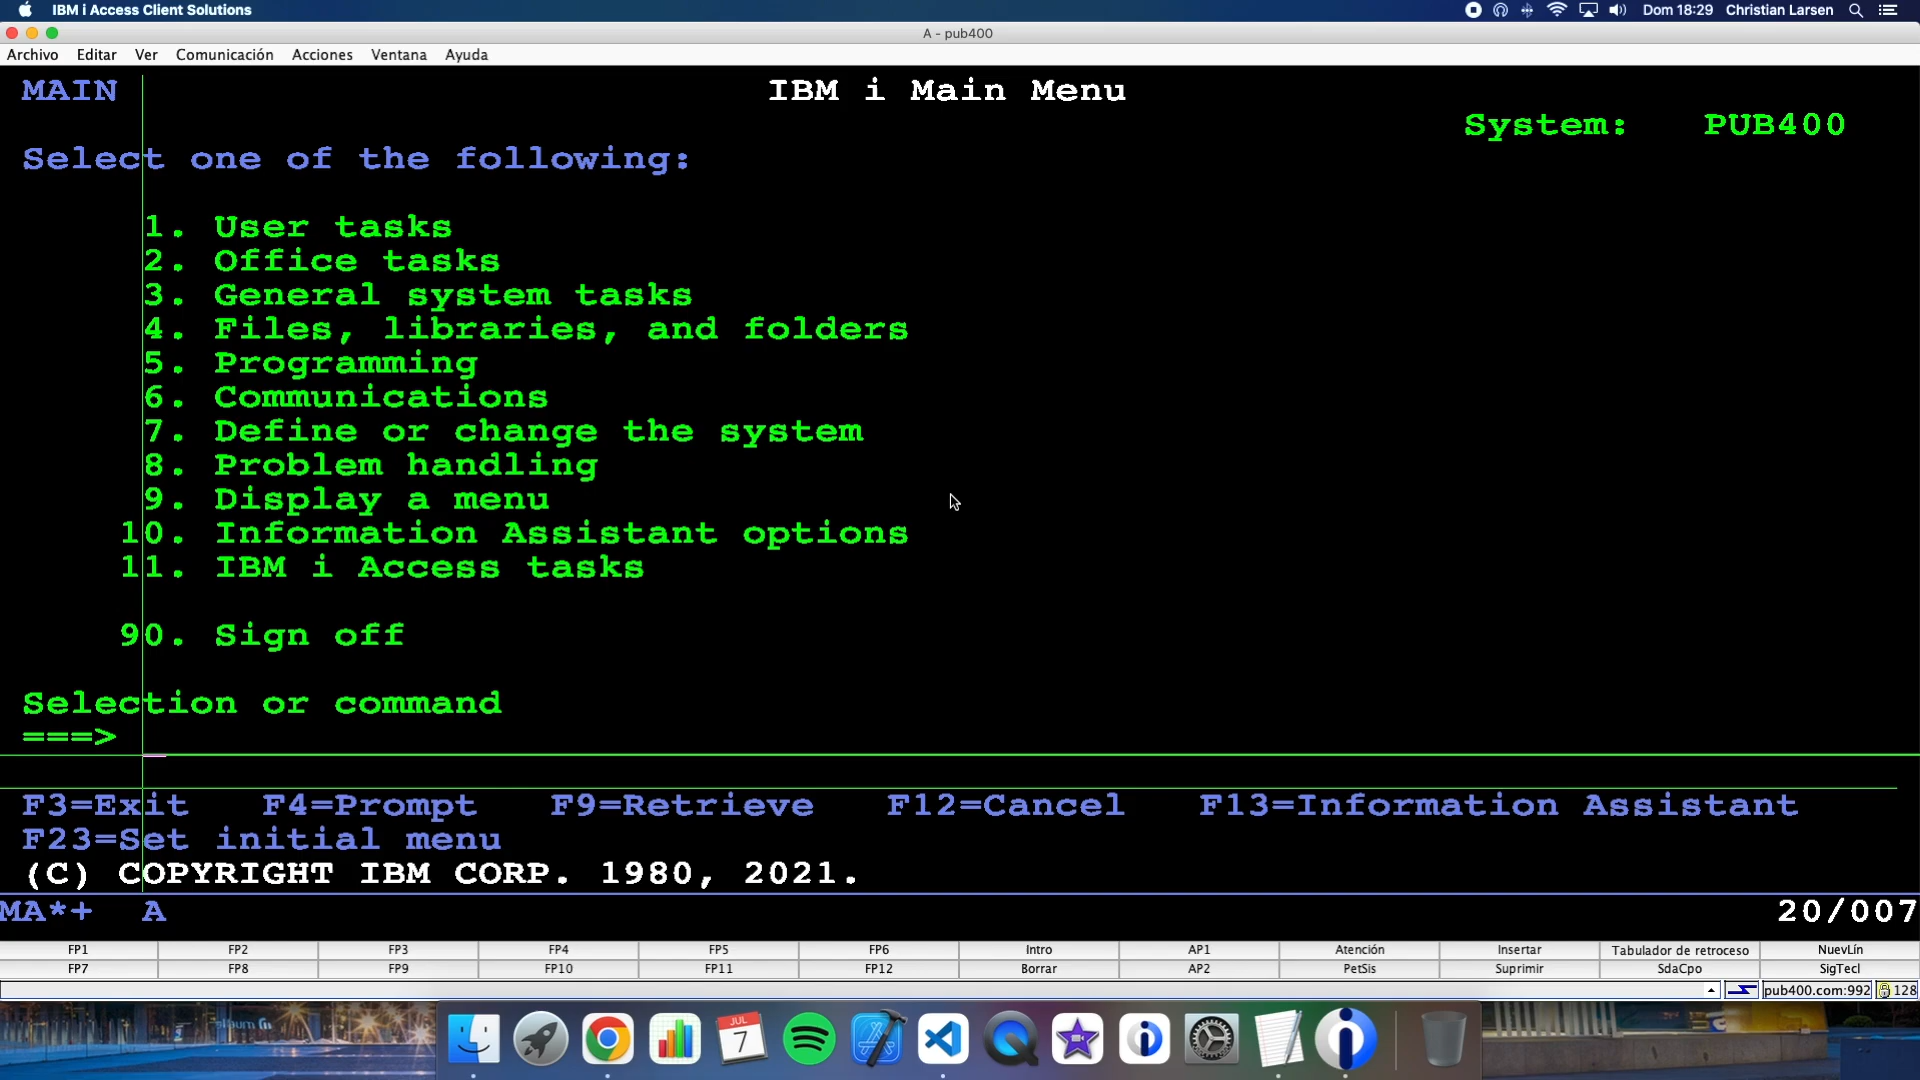 IBM i Access Client Solutions
Dom 18:29 Christian Larsen
A - pub400
Archivo Editar Ver Comunicación Acciones Ventana Ayuda
MAIN IBM i Main Menu
System: PUB400
Select one of the following:
1. User tasks
2. Office tasks
3. General system tasks
4. Files, libraries, and folders
5. Programming
6. Communications
7. Define or change the system
8. Problem handling
9. Display a menu
10. Information Assistant options
11. IBM i Access tasks
90. Sign off
Selection or command
===>
F3=Exit F4=Prompt F9=Retrieve F12=Cancel F13=Information Assistant
F23=Set initial menu
(C) COPYRIGHT IBM CORP. 1980, 2021.
MA*+ A 20/007
FP1 FP2 FP3 FP4 FP5 FP6 Intro AP1 Atención Insertar Tabulador de retroceso NuevLín
FP7 FP8 FP9 FP10 FP11 FP12 Borrar AP2 PetSis Suprimir SdaCpo SigTecl
pub400.com:992 128
JUL
7